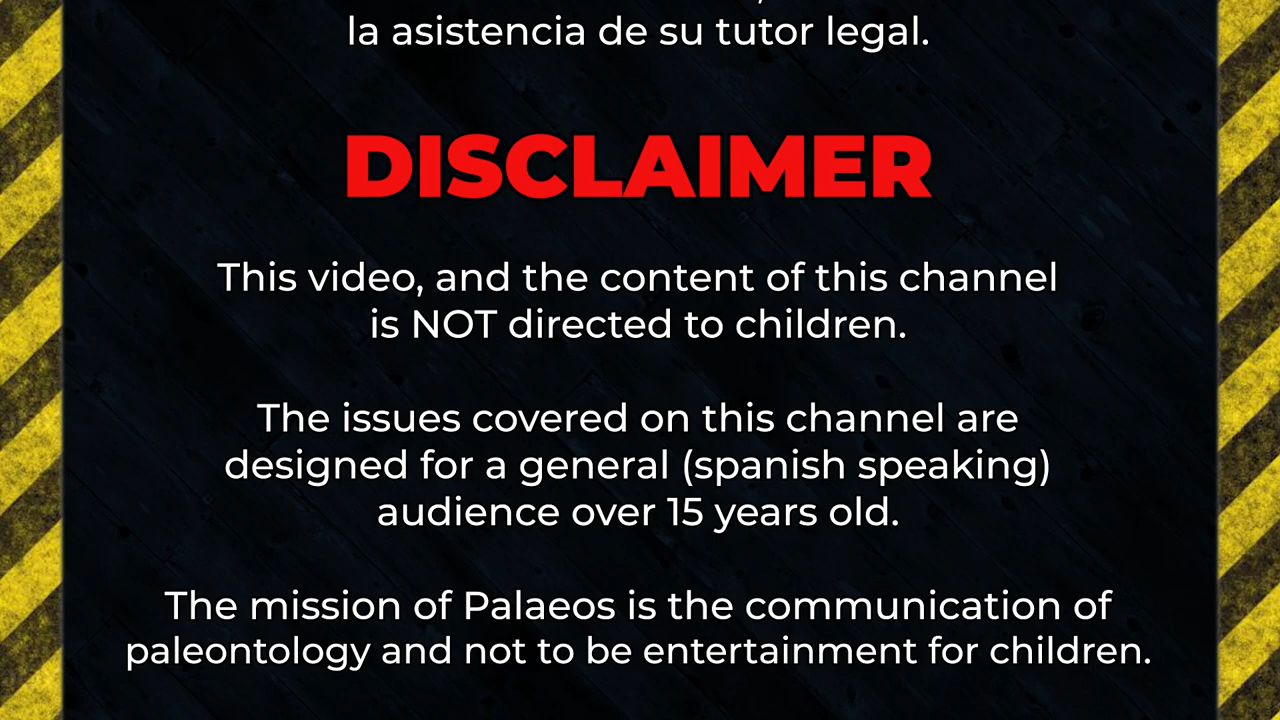 la asistencia de su tutor legal.
DISCLAIMER
This video, and the content of this channel
is NOT directed to children.
The issues covered on this channel are
designed for a general (spanish speaking)
audience over 15 years old.
The mission of Palaeos is the communication of
paleontology and not to be entertainment for children.